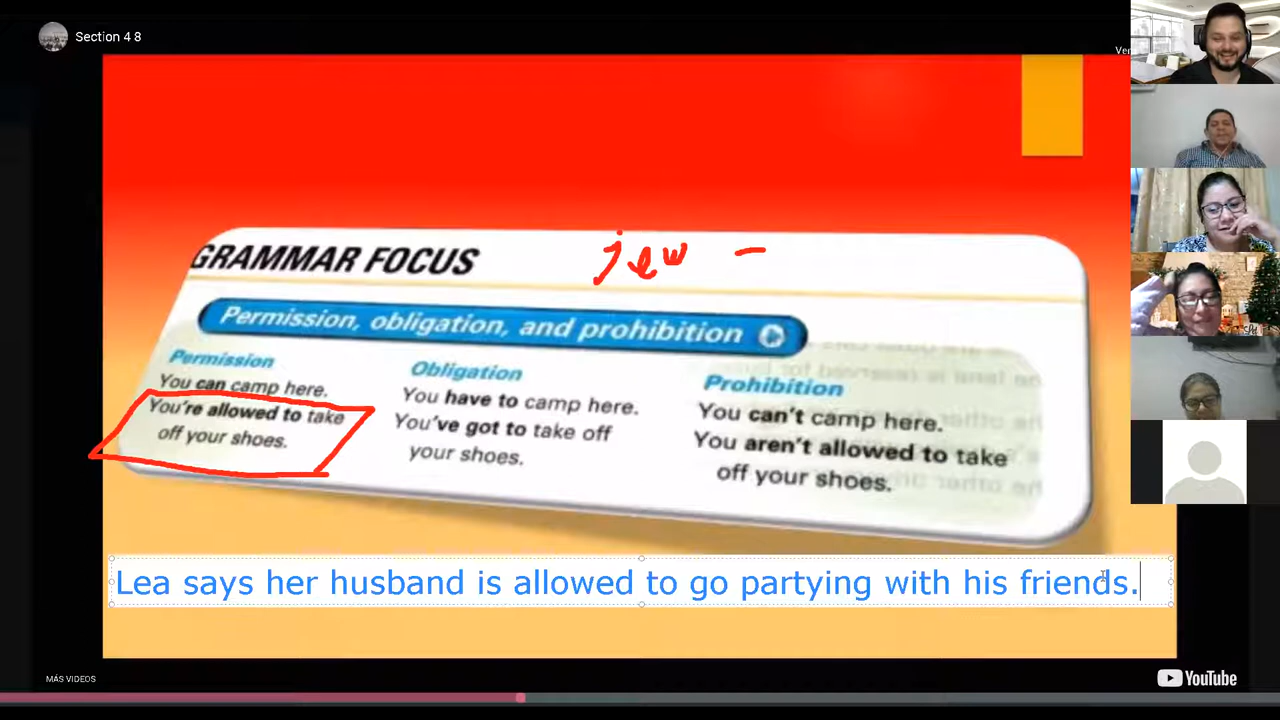 Section 4 8
Ver
GRAMMAR FOCUS
jew -
Permission, obligation, and prohibition
Permission
You can camp here.
You're allowed to take
off your shoes.
Obligation
You have to camp here.
You've got to take off
your shoes.
Prohibition
You can't camp here.
You aren't allowed to take
off your shoes.
Lea says her husband is allowed to go partying with his friends.
MÁS VIDEOS
YouTube